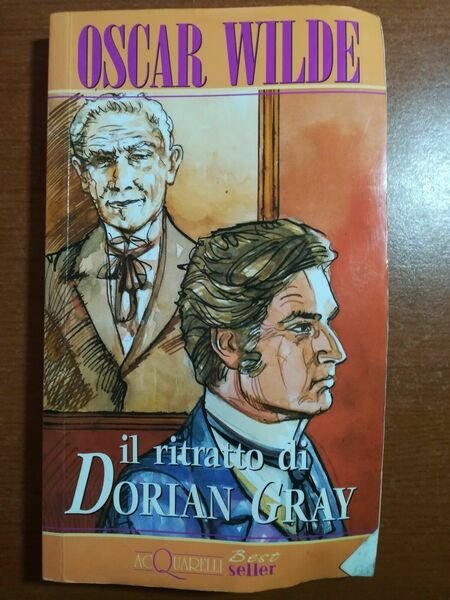 OSCAR WILDE
il ritratto di
DORIAN GRAY
ACQUARELLI Best
seller